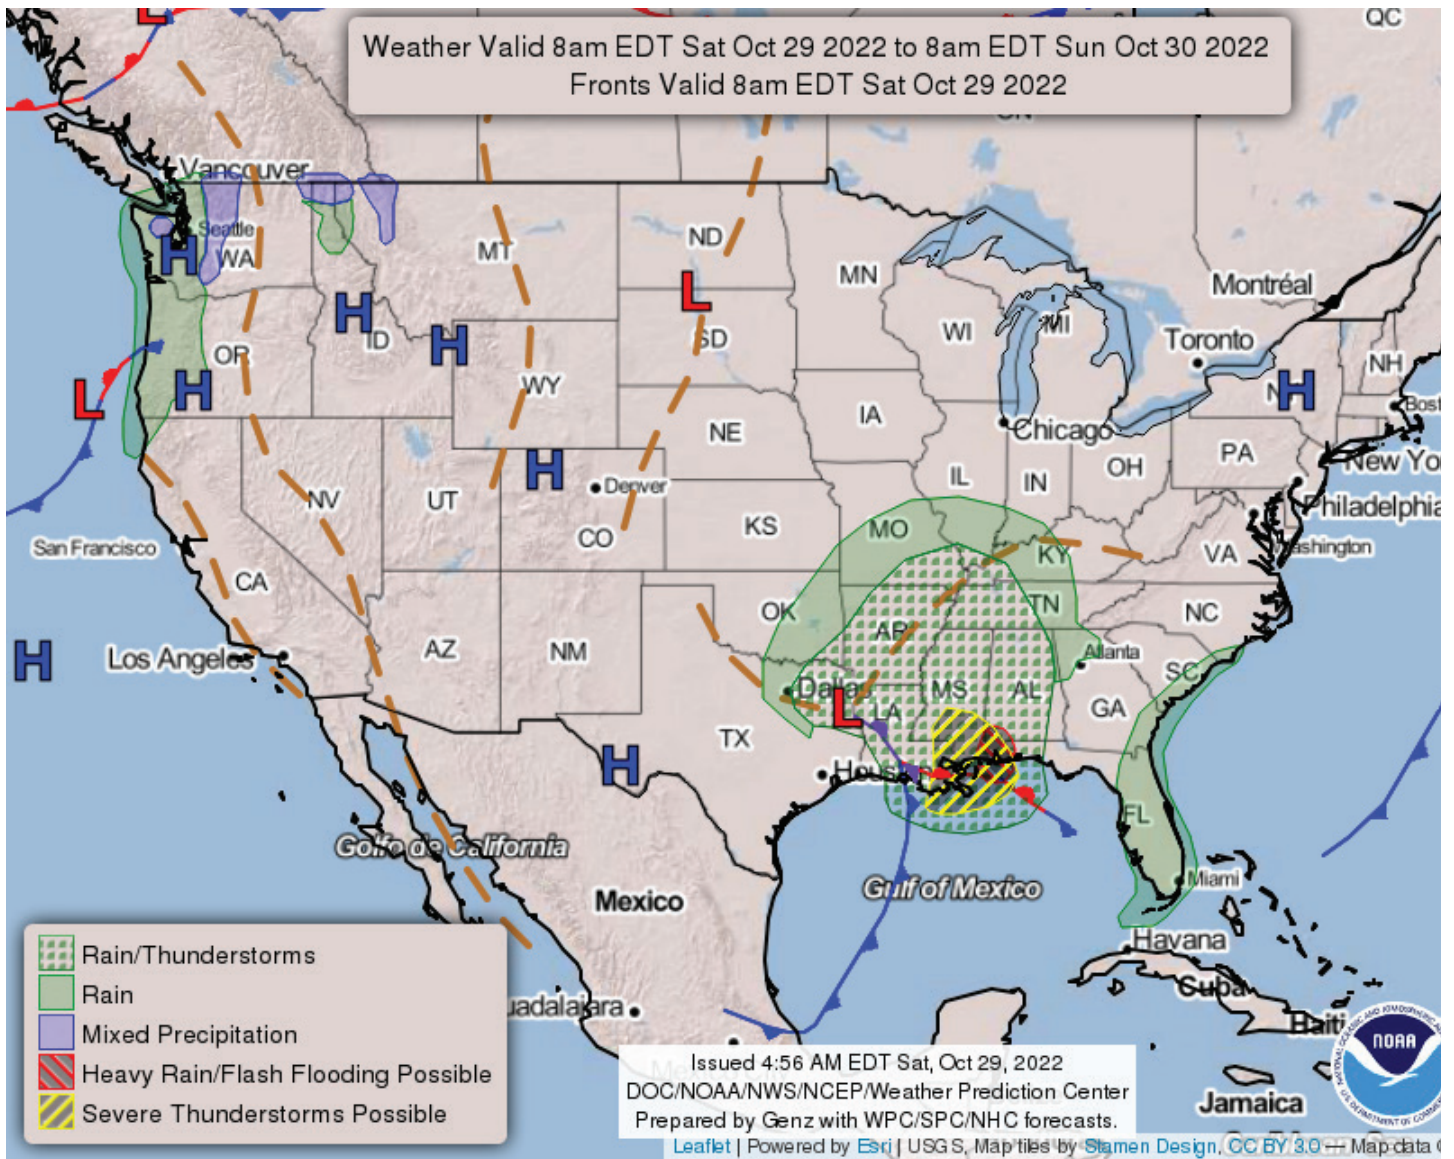 QC
Weather Valid 8am EDT Sat Oct 29 2022 to 8am EDT Sun Oct 30 2022
Fronts Valid 8am EDT Sat Oct 29 2022
L
Vancouver
Seattle
H
WA
MT
ND
MN
Montréal
L
H
ID
H
OR
WY
SD
WI
MI
Toronto
NH
L
H
H
IA
Chicago
NE
PA
New Yo
NV
UT
H
Denver
IL
IN
OH
Philadelphia
San Francisco
CA
CO
KS
MO
KY
VA
Washington
OK
TN
NC
H
Los Angeles
AZ
NM
AR
Atlanta
SC
Dallas
L
LA
MS
AL
GA
TX
H
FL
Golfo de California
Mexico
Gulf of Mexico
Miami
Havana
Cuba
Haiti
Jamaica
Rain/Thunderstorms
Rain
Mixed Precipitation
Heavy Rain/Flash Flooding Possible
Severe Thunderstorms Possible
uadalajara
Issued 4:56 AM EDT Sat, Oct 29, 2022
DOC/NOAA/NWS/NCEP/Weather Prediction Center
Prepared by Genz with WPC/SPC/NHC forecasts.
NOAA
Leaflet | Powered by Esri | USGS, Map tiles by Stamen Design, CC BY 3.0 — Map data ©